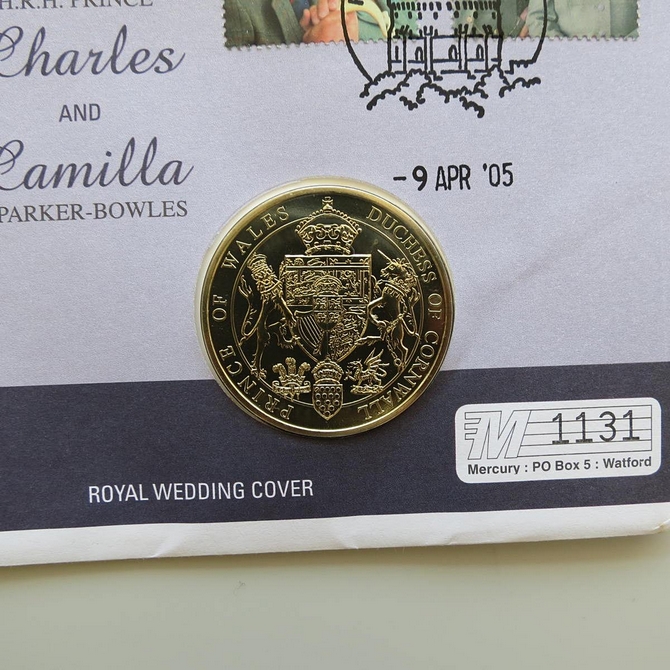 H.R.H. PRINCE
Charles
AND
Camilla
PARKER-BOWLES
-9 APR '05
PRINCE OF WALES DUCHESS OF CORNWALL
M 1131
Mercury : PO Box 5 : Watford
ROYAL WEDDING COVER